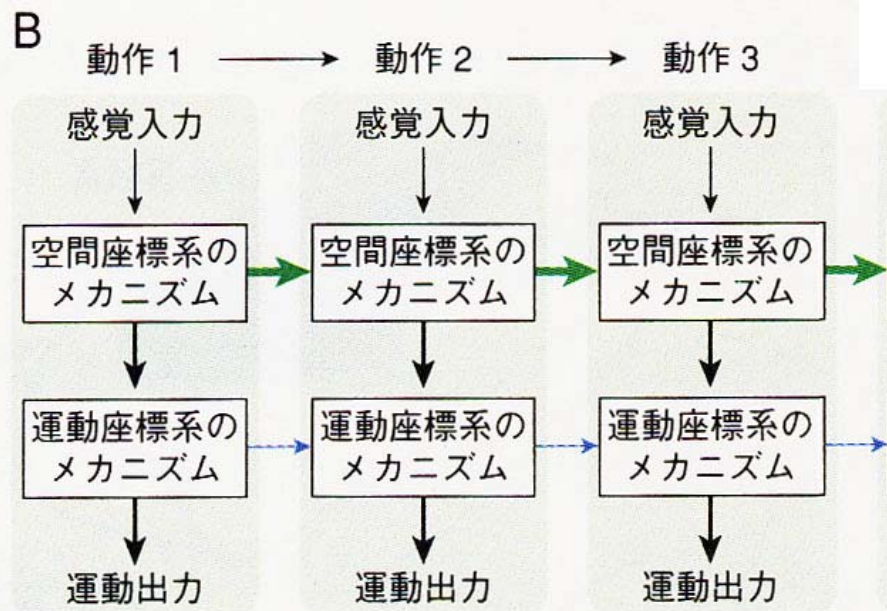 B
動作 1 動作 2 動作 3
感覚入力 感覚入力 感覚入力
空間座標系の 空間座標系の 空間座標系の
メカニズム メカニズム メカニズム
運動座標系の 運動座標系の 運動座標系の
メカニズム メカニズム メカニズム
運動出力 運動出力 運動出力